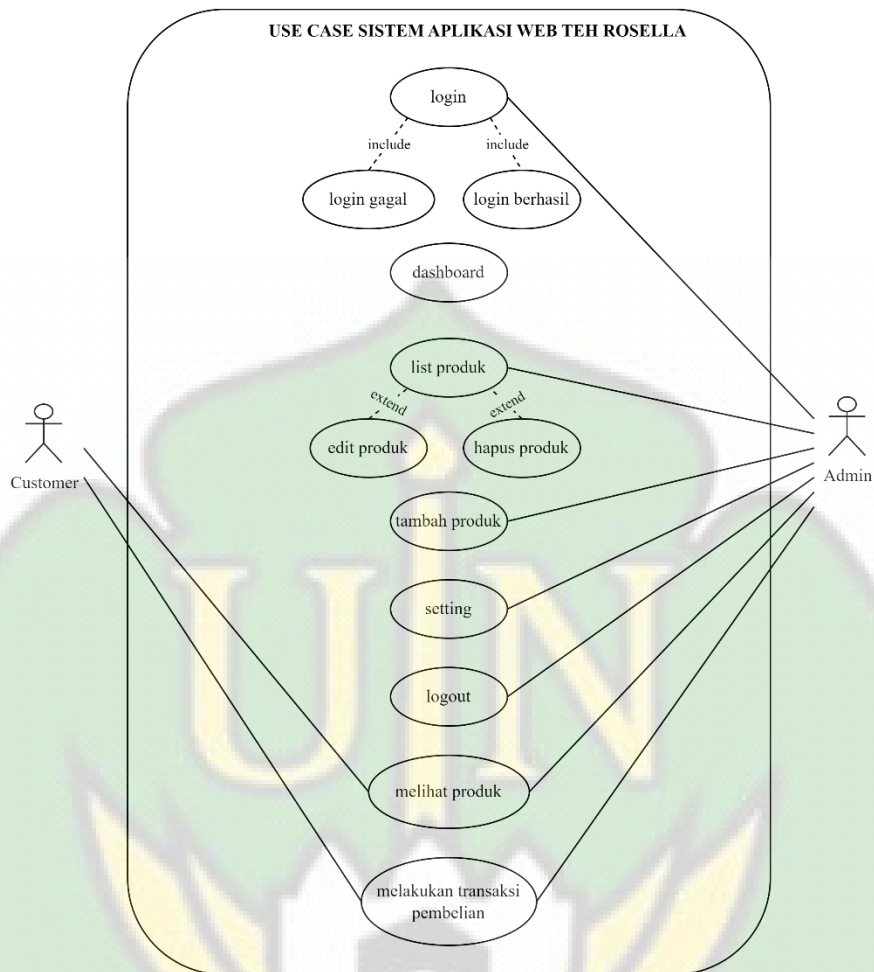 USE CASE SISTEM APLIKASI WEB TEH ROSELLA
login
include
include
login gagal
login berhasil
dashboard
list produk
extend
extend
edit produk
hapus produk
Customer
Admin
tambah produk
setting
logout
melihat produk
melakukan transaksi
pembelian
UIN